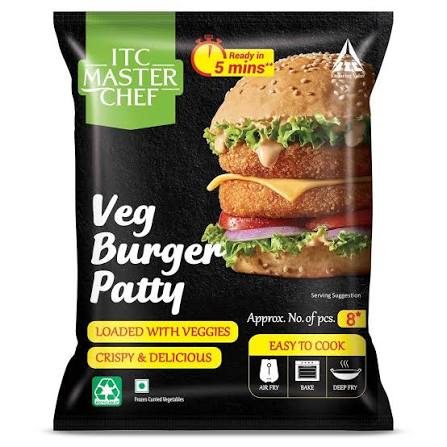 ITC
MASTER
CHEF
Ready in
5 mins**
Veg
Burger
Patty
Serving Suggestion
Approx. No. of pcs. 8*
LOADED WITH VEGGIES
CRISPY & DELICIOUS
EASY TO COOK
AIR FRY
BAKE
DEEP FRY
Frozen Curried Vegetables